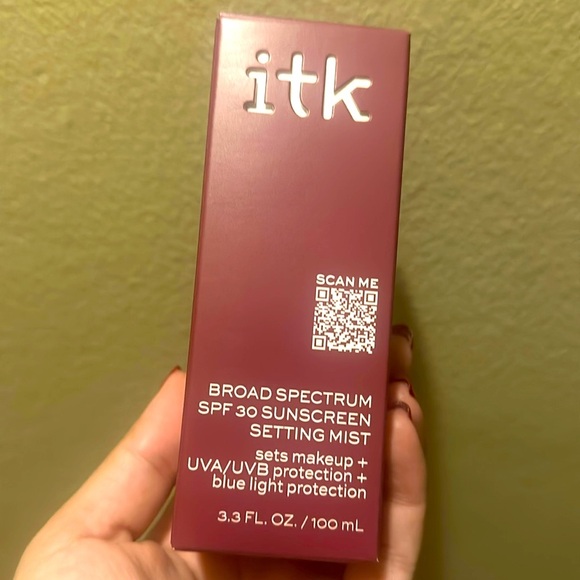 itk
SCAN ME
BROAD SPECTRUM
SPF 30 SUNSCREEN
SETTING MIST
sets makeup +
UVA/UVB protection +
blue light protection
3.3 FL. OZ. / 100 mL